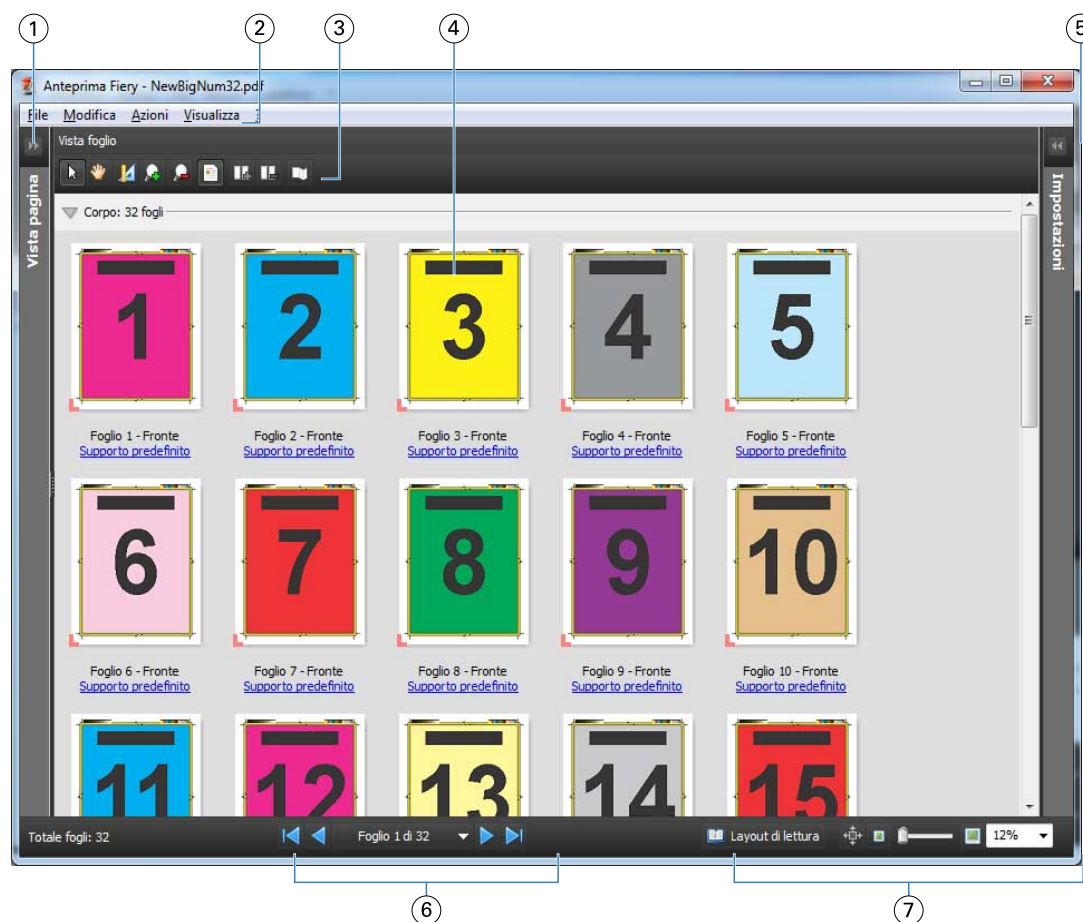 1 2 3 4 5
Anteprima Fiery - NewBigNum32.pdf
File Modifica Azioni Visualizza ?
Vista foglio
Vista pagina
Impostazioni
Corpo: 32 fogli
1 2 3 4 5
Foglio 1 - Fronte Foglio 2 - Fronte Foglio 3 - Fronte Foglio 4 - Fronte Foglio 5 - Fronte
Supporto predefinito Supporto predefinito Supporto predefinito Supporto predefinito Supporto predefinito
6 7 8 9 10
Foglio 6 - Fronte Foglio 7 - Fronte Foglio 8 - Fronte Foglio 9 - Fronte Foglio 10 - Fronte
Supporto predefinito Supporto predefinito Supporto predefinito Supporto predefinito Supporto predefinito
11 12 13 14 15
Totale fogli: 32 Foglio 1 di 32 Layout di lettura 12%
6 7